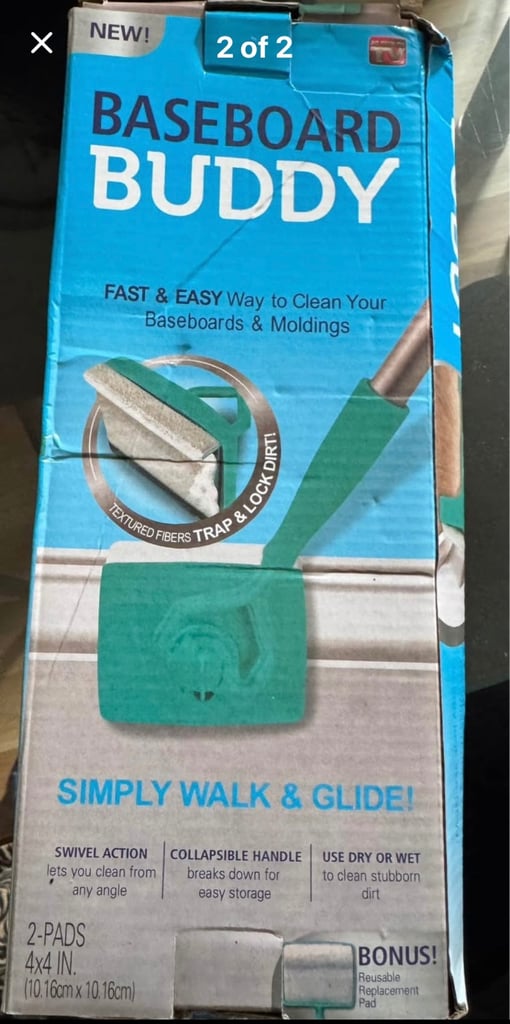 NEW!
2 of 2
BASEBOARD
BUDDY
FAST & EASY Way to Clean Your
Baseboards & Moldings
TEXTURED FIBERS TRAP & LOCK DIRT!
SIMPLY WALK & GLIDE!
SWIVEL ACTION
lets you clean from
any angle
COLLAPSIBLE HANDLE
breaks down for
easy storage
USE DRY OR WET
to clean stubborn
dirt
2-PADS
4x4 IN.
(10.16cm x 10.16cm)
BONUS!
Reusable
Replacement
Pad